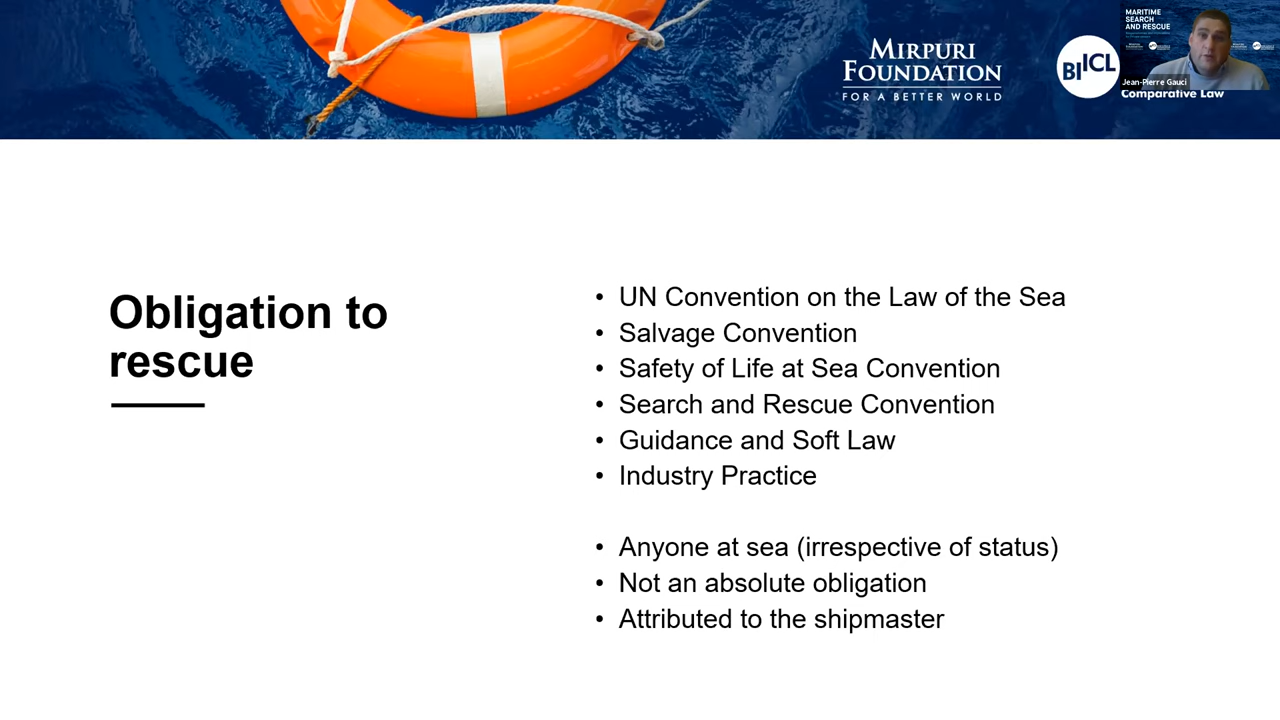 MIRPURI
FOUNDATION
FOR A BETTER WORLD
BIICL
MARITIME
SEARCH
AND RESCUE
Jean-Pierre Gauci
Comparative Law
Obligation to
rescue
• UN Convention on the Law of the Sea
• Salvage Convention
• Safety of Life at Sea Convention
• Search and Rescue Convention
• Guidance and Soft Law
• Industry Practice
• Anyone at sea (irrespective of status)
• Not an absolute obligation
• Attributed to the shipmaster